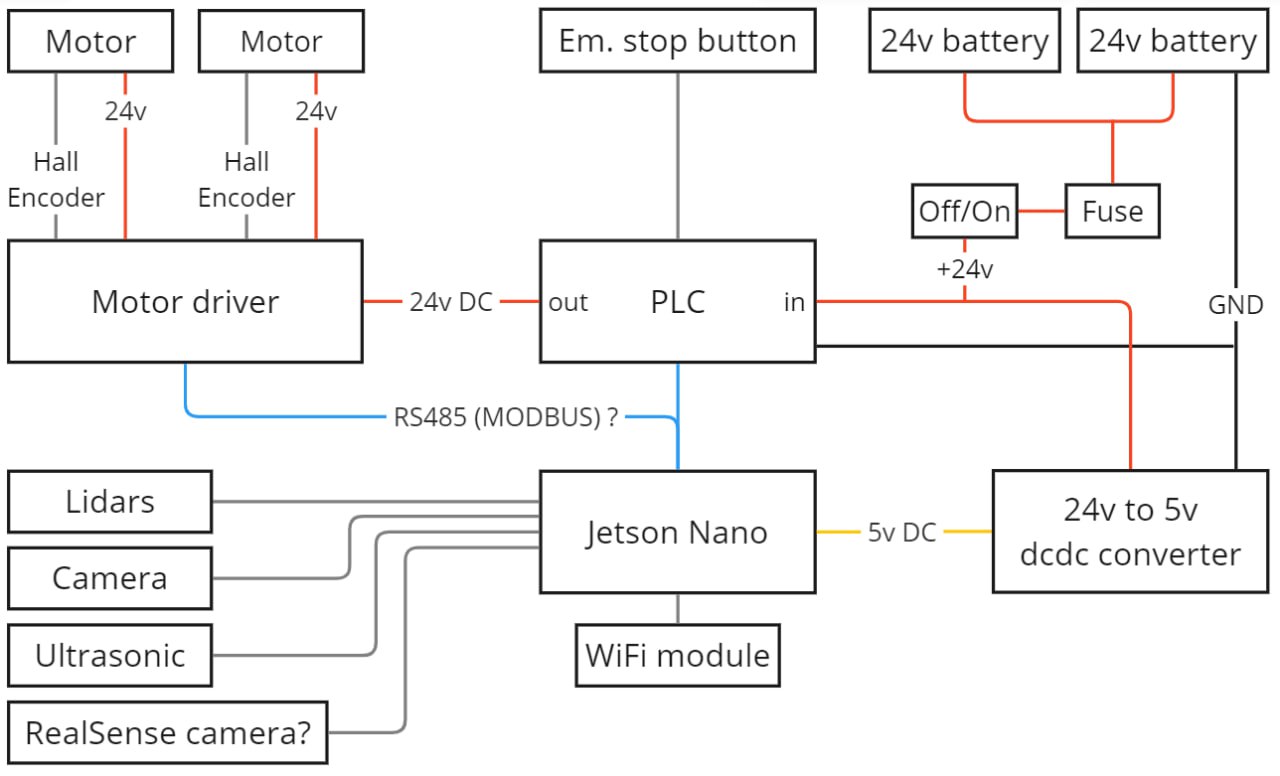 Motor
Motor
Em. stop button
24v battery
24v battery
24v
24v
Hall
Encoder
Hall
Encoder
Off/On
Fuse
+24v
Motor driver
24v DC
out
PLC
in
GND
RS485 (MODBUS) ?
Lidars
Camera
Ultrasonic
RealSense camera?
Jetson Nano
5v DC
24v to 5v
dcdc converter
WiFi module